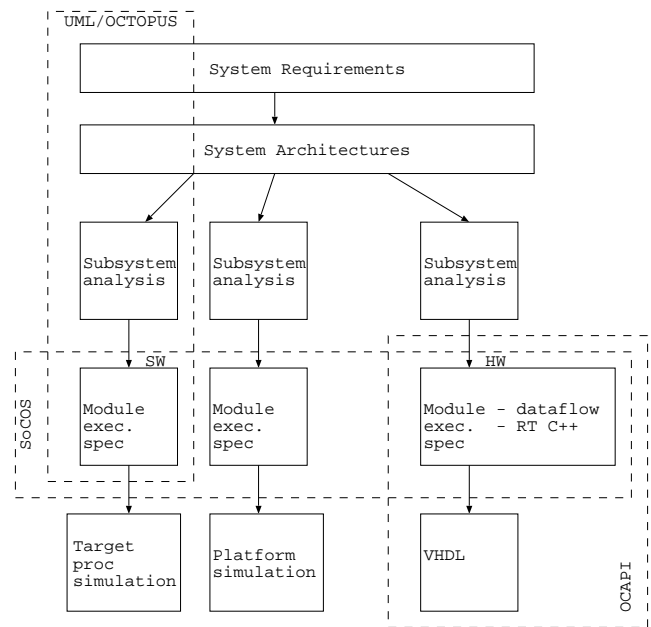 UML/OCTOPUS
System Requirements
System Architectures
Subsystem
analysis
Subsystem
analysis
Subsystem
analysis
SW
HW
SoCOS
Module
exec.
spec
Module
exec.
spec
Module - dataflow
exec. - RT C++
spec
Target
proc
simulation
Platform
simulation
VHDL
OCAPI